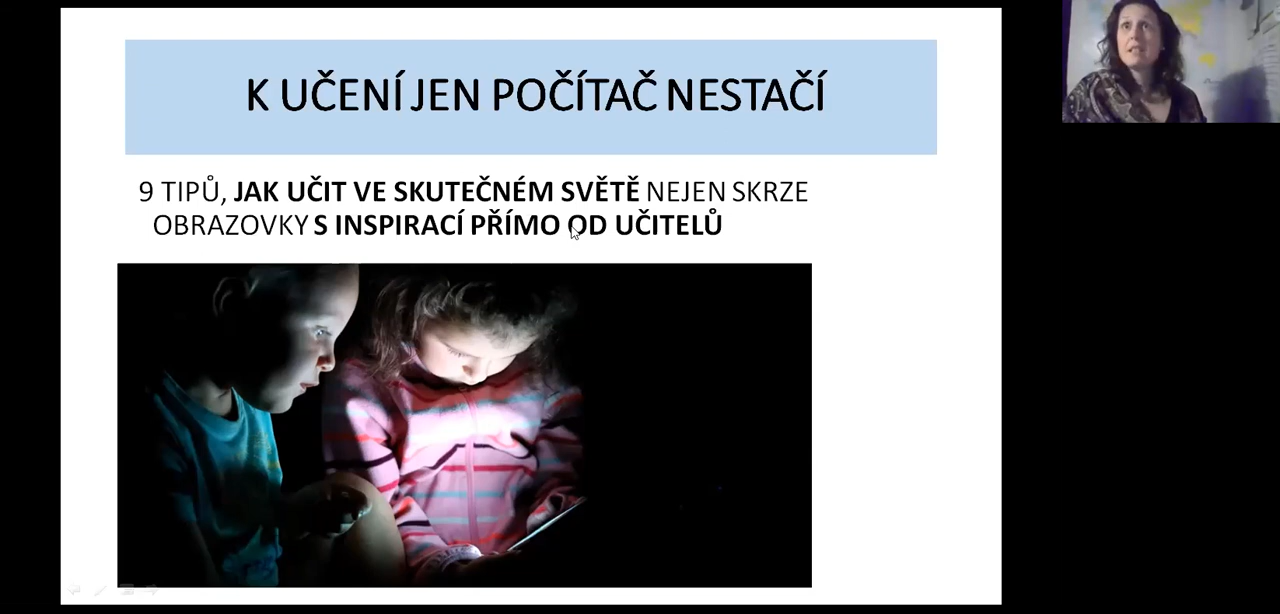 K UČENÍ JEN POČÍTAČ NESTAČÍ
9 TIPŮ, JAK UČIT VE SKUTEČNÉM SVĚTĚ NEJEN SKRZE
OBRAZOVKY S INSPIRACÍ PŘÍMO OD UČITELŮ